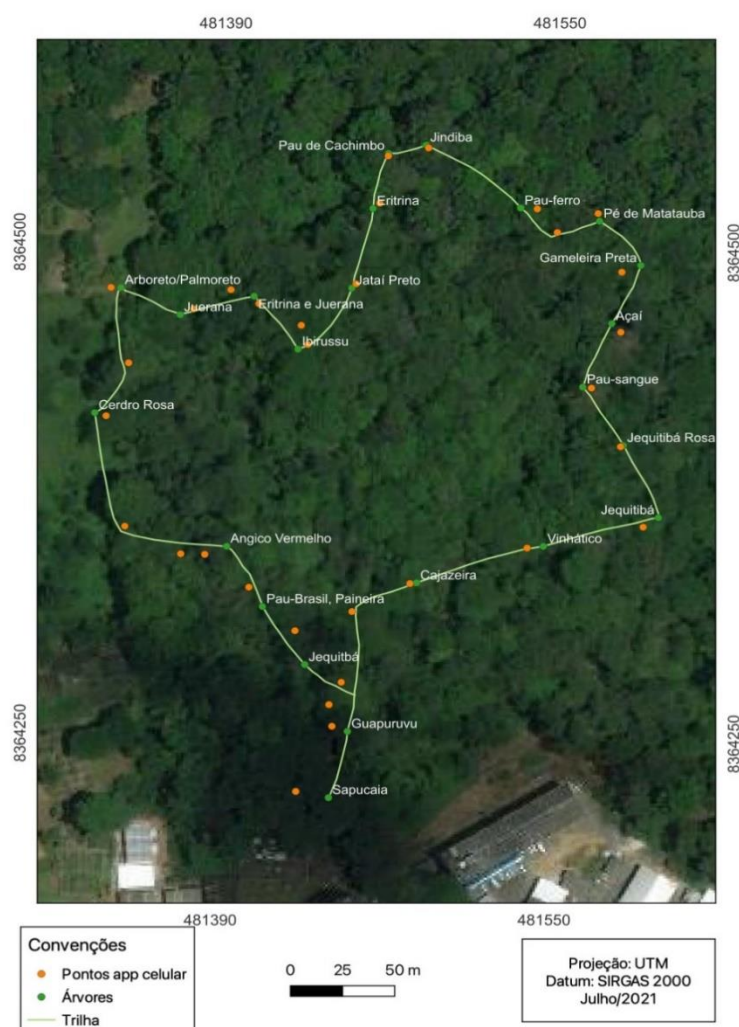 481390
481550
Jindiba
Pau de Cachimbo
Eritrina
Pau-ferro
Pé de Matatauba
8364500
8364500
Gameleira Preta
Arboreto/Palmoreto
Jataí Preto
Eritrina e Juerana
Juerana
Açaí
Ibirussu
Pau-sangue
Cerdro Rosa
Jequitibá Rosa
Jequitibá
Angico Vermelho
Vinhático
Cajazeira
Pau-Brasil, Paineira
Jequitbá
8364250
8364250
Guapuruvu
Sapucaia
481390
481550
Convenções
Pontos app celular
Árvores
Trilha
0 25 50 m
Projeção: UTM
Datum: SIRGAS 2000
Julho/2021